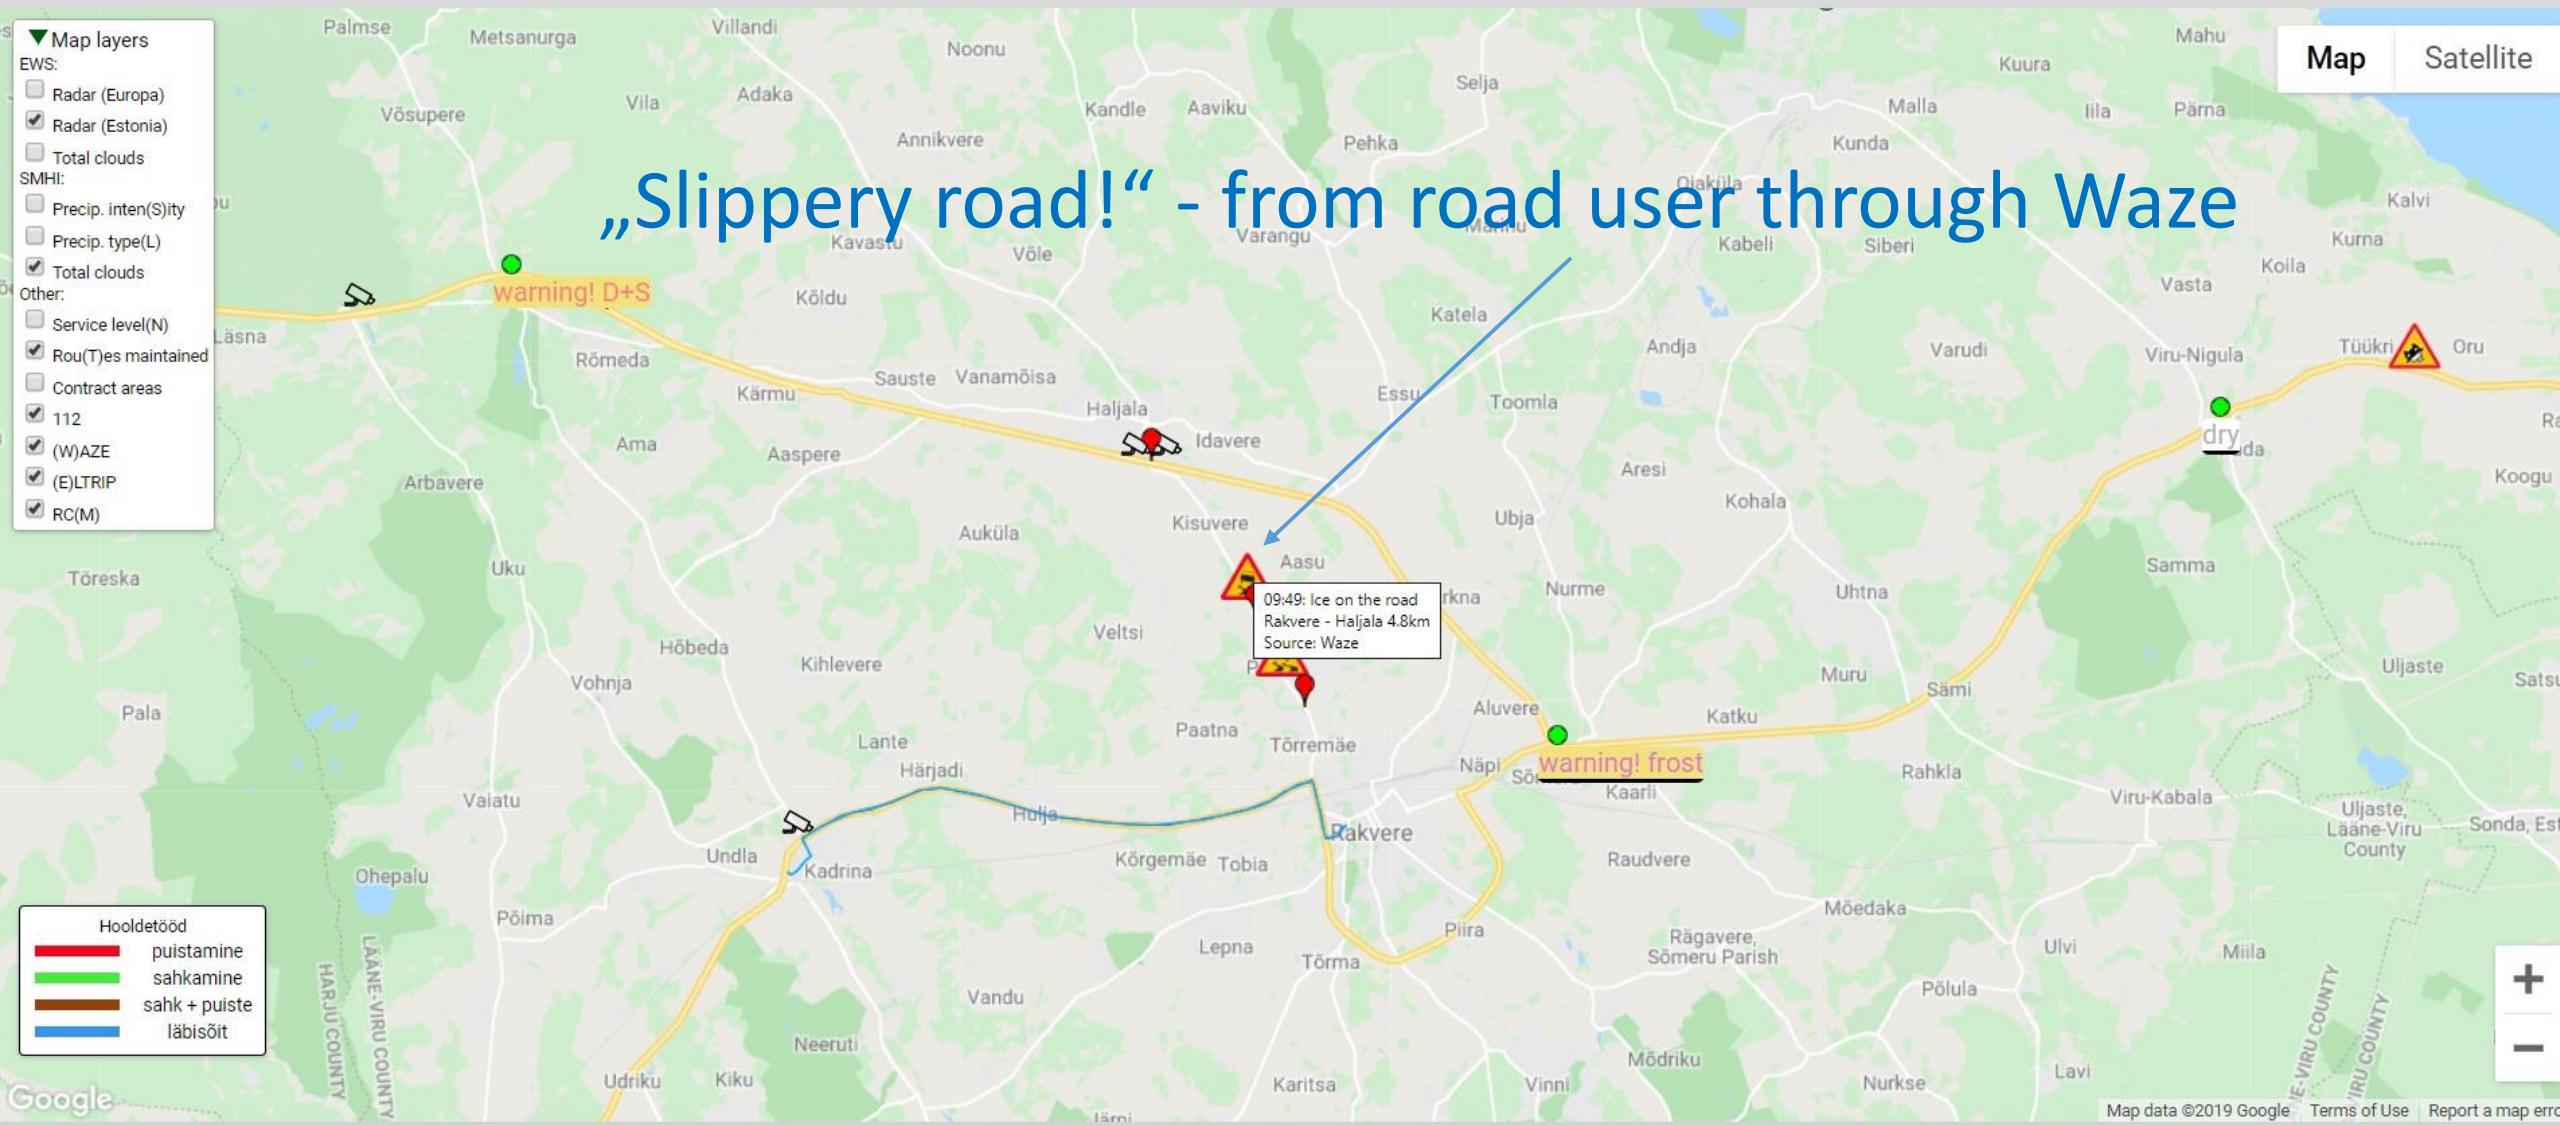 Map layers
EWS:
Radar (Europa)
Radar (Estonia)
Total clouds
SMHI:
Precip. inten(S)ity
Precip. type(L)
Total clouds
Other:
Service level(N)
Rou(T)es maintained
Contract areas
112
(W)AZE
(E)LTRIP
RC(M)
Map Satellite
„Slippery road!“ - from road user through Waze
Palmse
Metsanurga
Villandi
Noonu
Mahu
Kuura
Selja
Võsupere
Vila
Adaka
Kandle
Aaviku
Malla
Iila
Pärna
Annikvere
Pehka
Kunda
Ojaküla
Kalvi
Kavastu
Võle
Varangu
Kabeli
Siberi
Kurna
Koila
warning! D+S
Kõldu
Vasta
Läsna
Katela
Rõmeda
Andja
Varudi
Viru-Nigula
Tüükri
Oru
Kärmu
Sauste
Vanamõisa
Haljala
Essu
Toomla
Ama
Aaspere
Idavere
dry
Arbavere
Aresi
Kohala
Koogu
Auküla
Kisuvere
Ubja
Uku
Aasu
Samma
Tõreska
Nurme
Uhtna
09:49: Ice on the road
Rakvere - Haljala 4.8km
Source: Waze
Veltsi
Hõbeda
Kihlevere
Vohnja
Muru
Sämi
Uljaste
Pala
Aluvere
Katku
Paatna
Lante
Tõrremäe
Härjadi
Näpi
warning! frost
Rahkla
Kaarli
Vaiatu
Hulja
Viru-Kabala
Uljaste,
Lääne-Viru
County
Rakvere
Undla
Kadrina
Kõrgemäe
Tobia
Raudvere
Ohepalu
Põima
Mõedaka
Piira
Rägavere,
Sõmeru Parish
Ulvi
Miila
Lepna
Tõrma
Hooldetööd
puistamine
sahkamine
sahk + puiste
läbisõit
HARJU COUNTY
LÄÄNE-VIRU COUNTY
Vandu
Põlula
Neeruti
Mõdriku
Udriku
Kiku
Karitsa
Vinni
Nurkse
Lavi
Google
Map data ©2019 Google Terms of Use